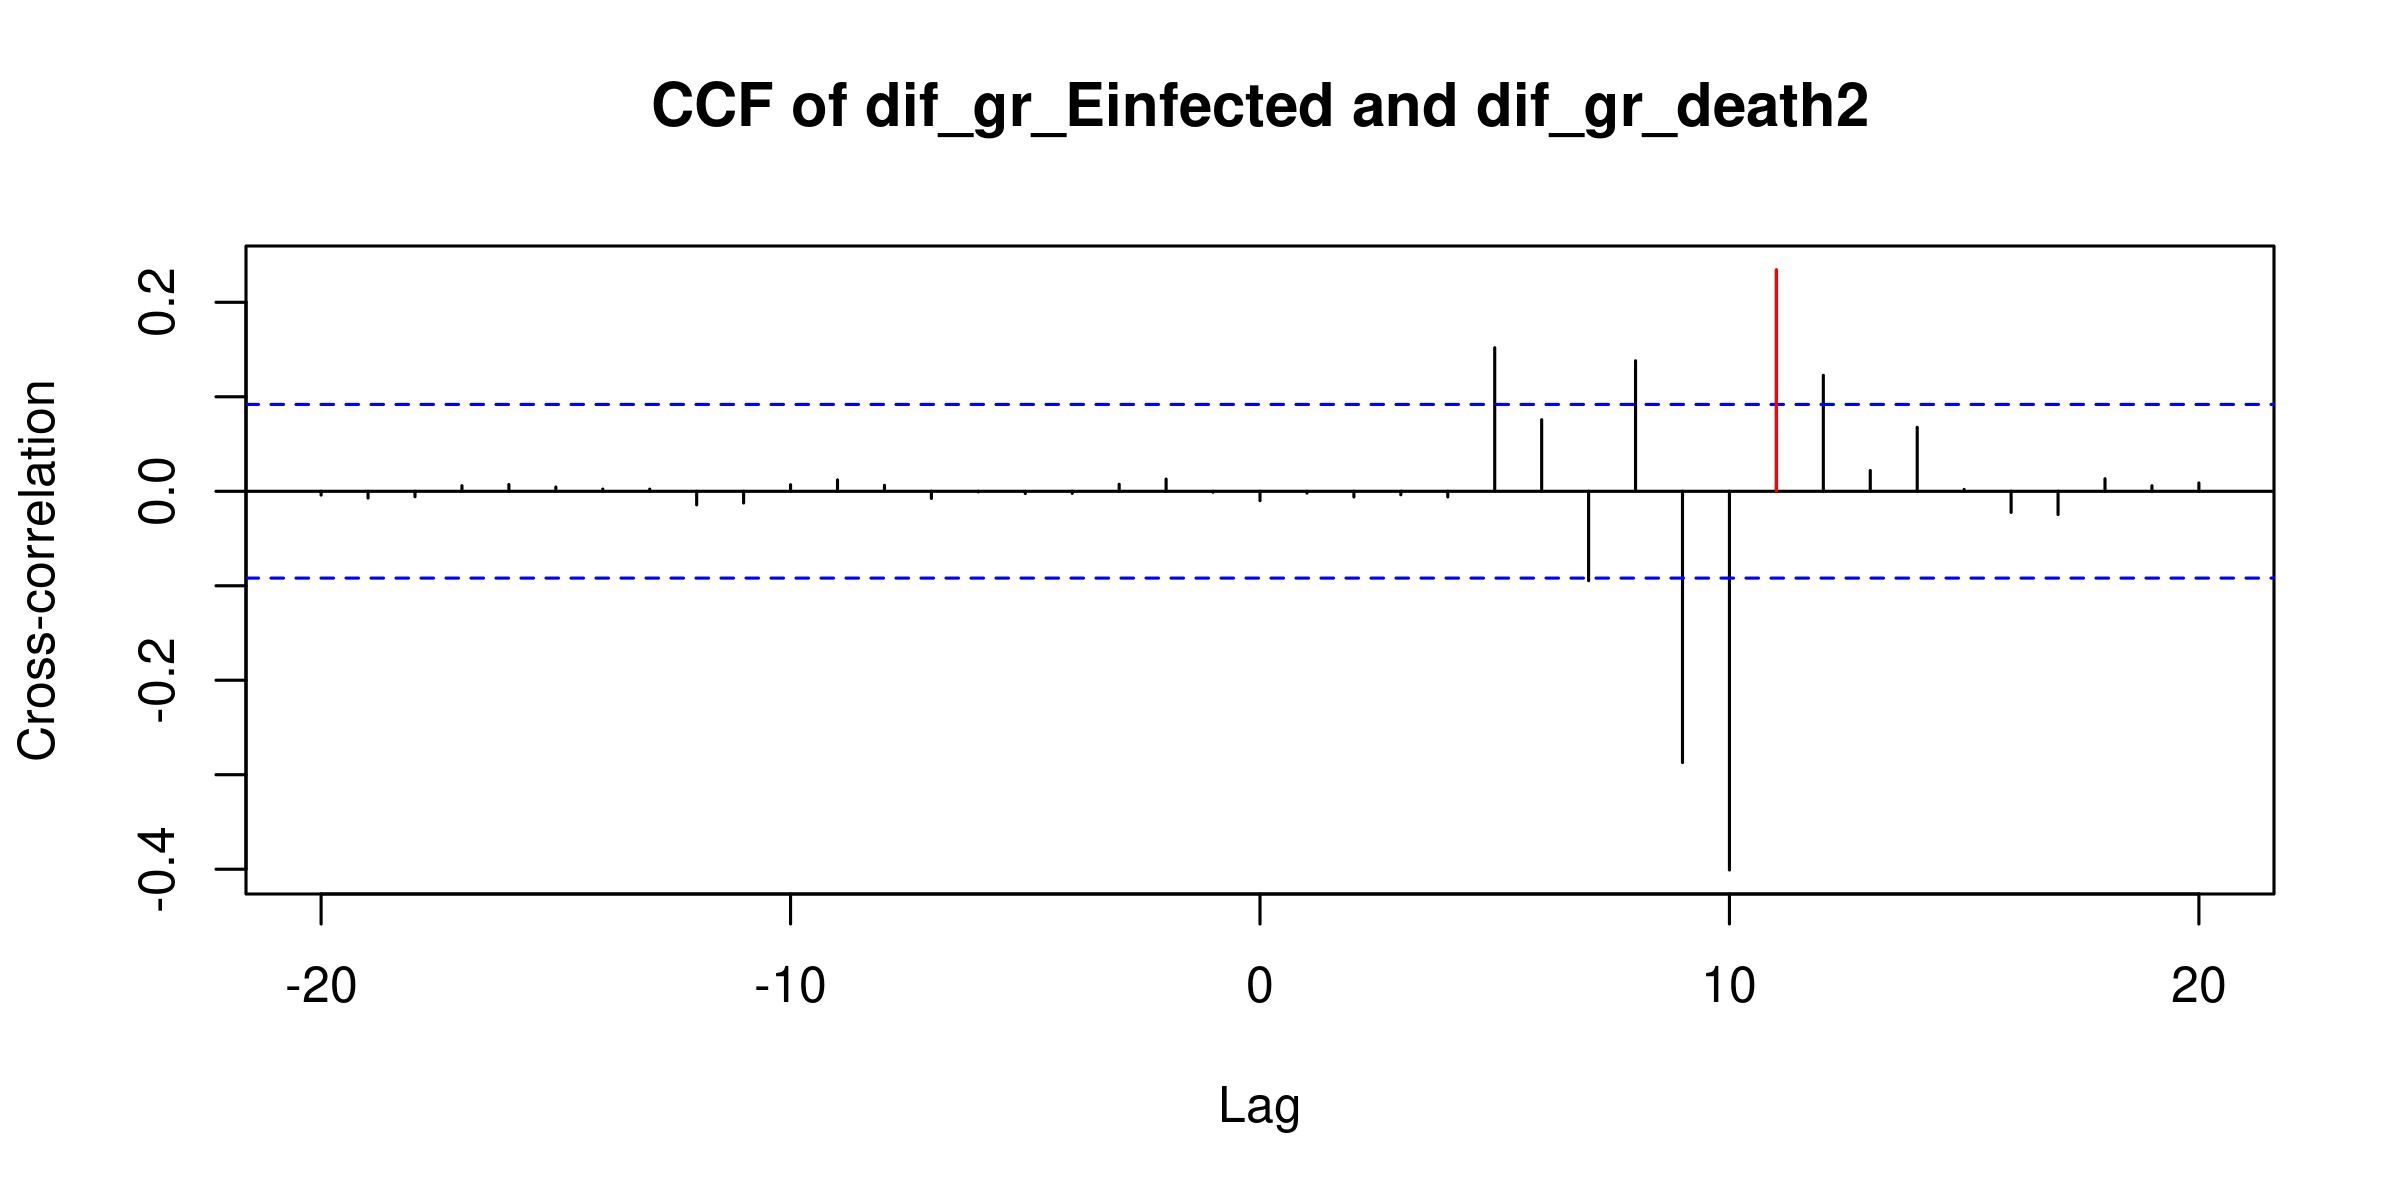 CCF of dif_gr_Einfected and dif_gr_death2
Cross-correlation
0.2
0.0
-0.2
-0.4
-20 -10 0 10 20
Lag